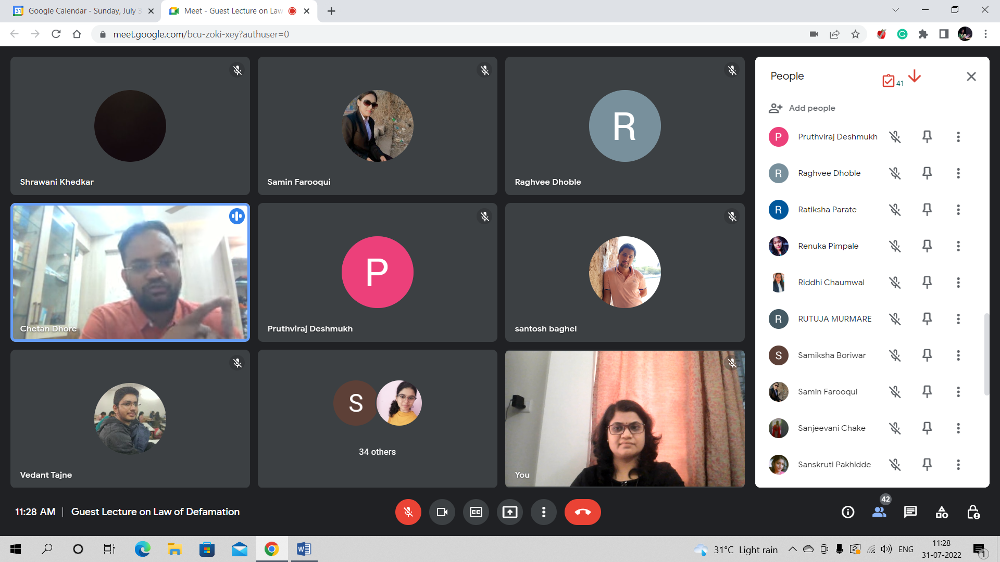 Google Calendar - Sunday, July 3
Meet - Guest Lecture on Law
meet.google.com/bcu-zoki-xey?authuser=0
Shrawani Khedkar
Samin Farooqui
R
Raghvee Dhoble
Chetan Dhore
P
Pruthviraj Deshmukh
santosh baghel
Vedant Tajne
S
34 others
You
People
41
Add people
P Pruthviraj Deshmukh
R Raghvee Dhoble
R Ratiksha Parate
Renuka Pimpale
Riddhi Chaumwal
R RUTUJA MURMARE
S Samiksha Boriwar
Samin Farooqui
Sanjeevani Chake
Sanskruti Pakhidde
11:28 AM | Guest Lecture on Law of Defamation
CC
42
31°C Light rain
ENG
11:28
31-07-2022
1
31
G
W